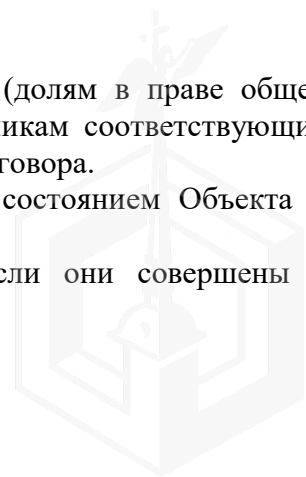 (долям в праве обще
икам соответствующи
говора.
состоянием Объекта
сли они совершены